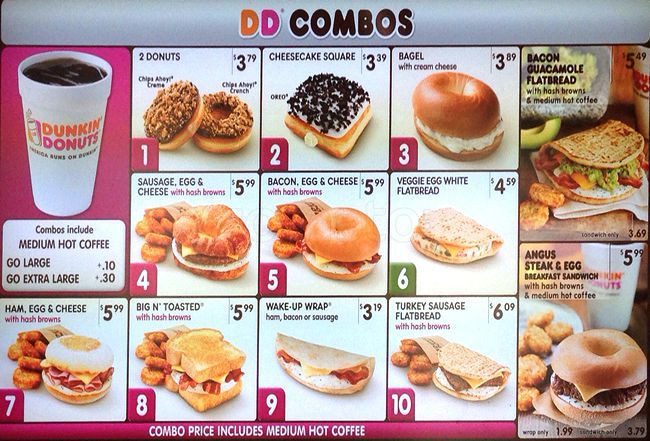 DD® COMBOS
DUNKIN'
DONUTS
AMERICA RUNS ON DUNKIN'
Combos include
MEDIUM HOT COFFEE
GO LARGE +.10
GO EXTRA LARGE +.30
2 DONUTS $3.79
Chips Ahoy!® Creme
Chips Ahoy!® Crunch
1
CHEESECAKE SQUARE $3.39
OREO®
2
BAGEL $3.89
with cream cheese
3
SAUSAGE, EGG & CHEESE with hash browns $5.99
4
BACON, EGG & CHEESE with hash browns $5.99
5
VEGGIE EGG WHITE FLATBREAD $4.59
6
HAM, EGG & CHEESE $5.99
with hash browns
7
BIG N' TOASTED® $5.99
with hash browns
8
WAKE-UP WRAP® $3.19
ham, bacon or sausage
9
TURKEY SAUSAGE FLATBREAD $6.09
with hash browns
10
BACON GUACAMOLE FLATBREAD $5.49
with hash browns
& medium hot coffee
sandwich only 3.69
ANGUS STEAK & EGG $5.99
BREAKFAST SANDWICH
with hash browns
& medium hot coffee
wrap only 1.99 sandwich only 3.79
COMBO PRICE INCLUDES MEDIUM HOT COFFEE